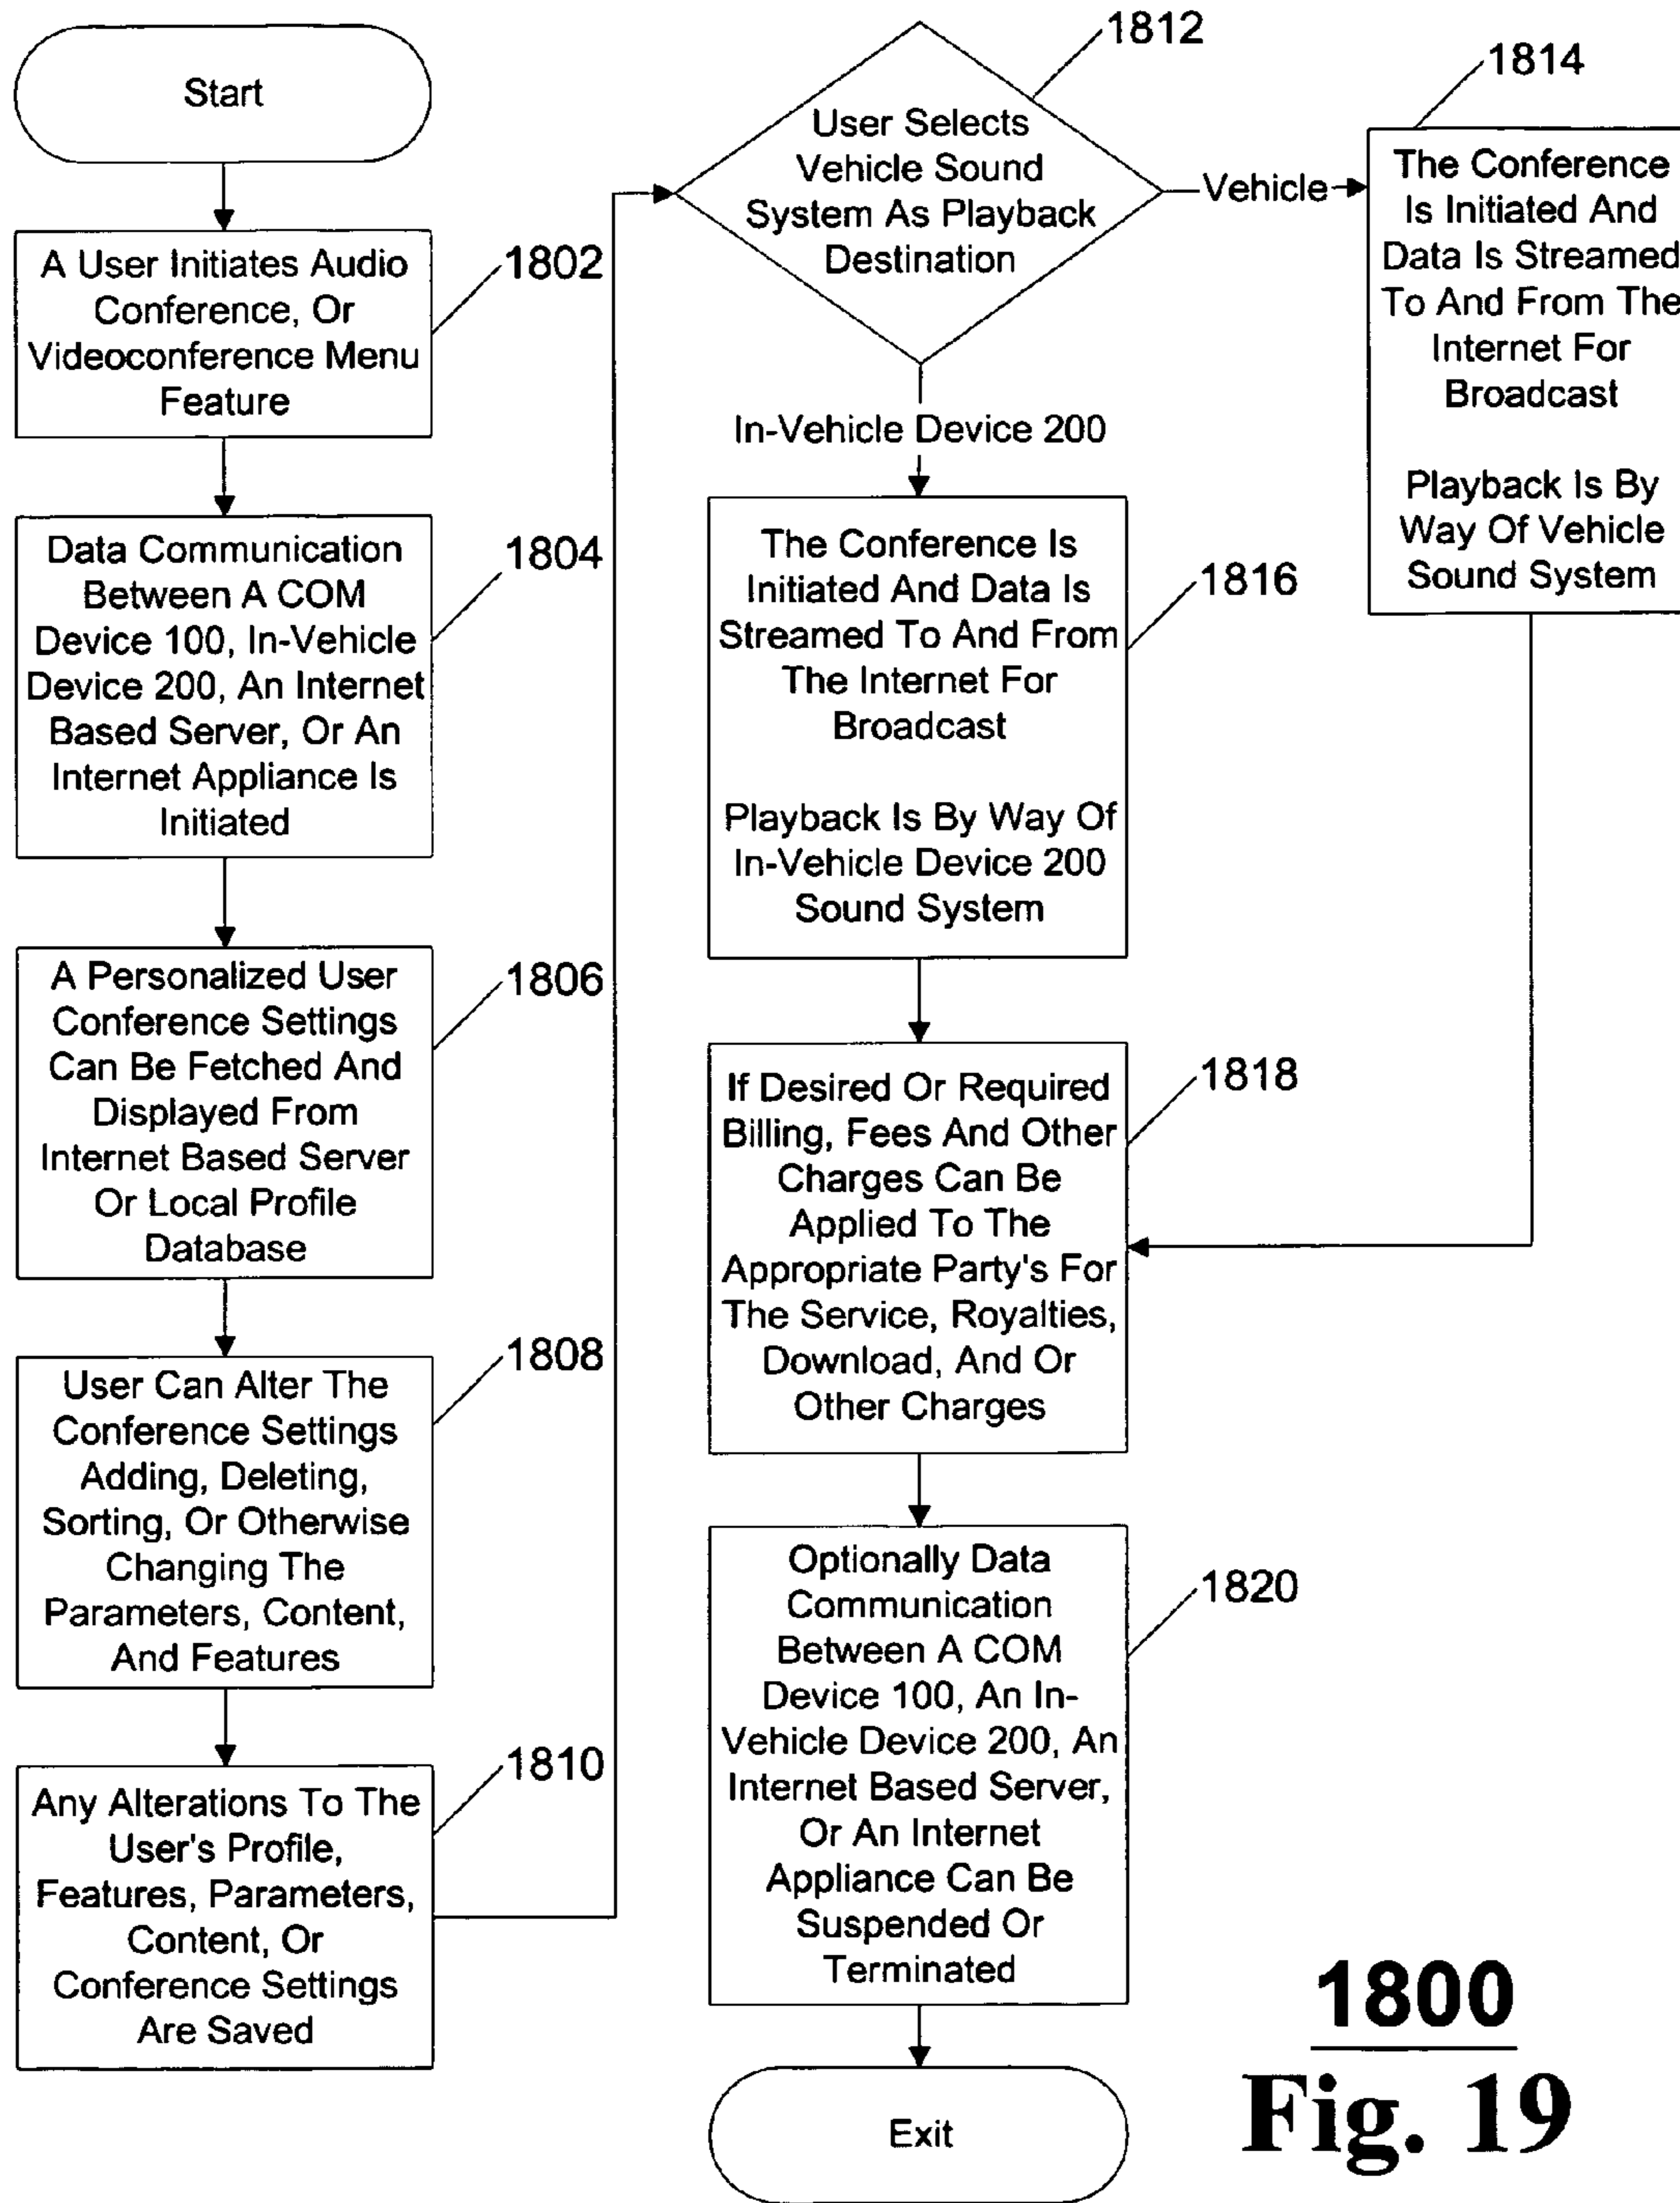 Start
A User Initiates Audio
Conference, Or
Videoconference Menu
Feature
1802
Data Communication
Between A COM
Device 100, In-Vehicle
Device 200, An Internet
Based Server, Or An
Internet Appliance Is
Initiated
1804
A Personalized User
Conference Settings
Can Be Fetched And
Displayed From
Internet Based Server
Or Local Profile
Database
1806
User Can Alter The
Conference Settings
Adding, Deleting,
Sorting, Or Otherwise
Changing The
Parameters, Content,
And Features
1808
Any Alterations To The
User's Profile,
Features, Parameters,
Content, Or
Conference Settings
Are Saved
1810
User Selects
Vehicle Sound
System As Playback
Destination
1812
Vehicle
The Conference
Is Initiated And
Data Is Streamed
To And From The
Internet For
Broadcast
Playback Is By
Way Of Vehicle
Sound System
1814
In-Vehicle Device 200
The Conference Is
Initiated And Data Is
Streamed To And From
The Internet For
Broadcast
Playback Is By Way Of
In-Vehicle Device 200
Sound System
1816
If Desired Or Required
Billing, Fees And Other
Charges Can Be
Applied To The
Appropriate Party's For
The Service, Royalties,
Download, And Or
Other Charges
1818
Optionally Data
Communication
Between A COM
Device 100, An In-
Vehicle Device 200, An
Internet Based Server,
Or An Internet
Appliance Can Be
Suspended Or
Terminated
1820
Exit
1800
Fig. 19